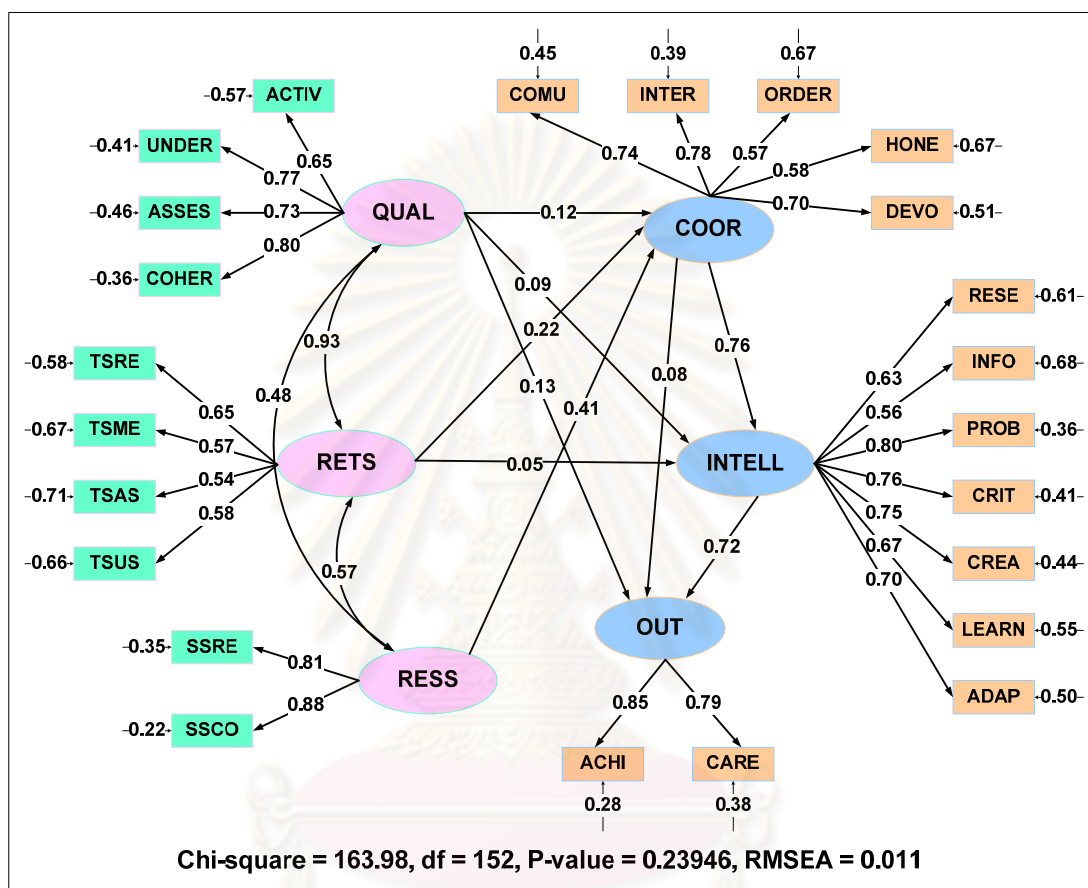 0.45
0.39
0.67
0.57 ACTIV
COMU
INTER
ORDER
0.41 UNDER
HONE 0.67
0.65
0.74
0.78
0.57
0.58
0.77
0.46 ASSES
0.73
QUAL
0.12
COOR
0.70
DEVO 0.51
0.80
0.36 COHER
0.09
RESE 0.61
0.93
0.22
0.76
0.58 TSRE
0.48
0.13
0.08
0.63
INFO 0.68
0.65
0.41
0.56
0.67 TSME
0.57
0.80
PROB 0.36
RETS
0.05
INTELL
0.71 TSAS
0.54
0.76
CRIT 0.41
0.58
0.75
0.66 TSUS
0.57
0.72
0.67
CREA 0.44
0.70
OUT
LEARN 0.55
0.35 SSRE
0.81
RESS
0.88
ADAP 0.50
0.22 SSCO
0.85
0.79
ACHI
CARE
0.28
0.38
Chi-square = 163.98, df = 152, P-value = 0.23946, RMSEA = 0.011